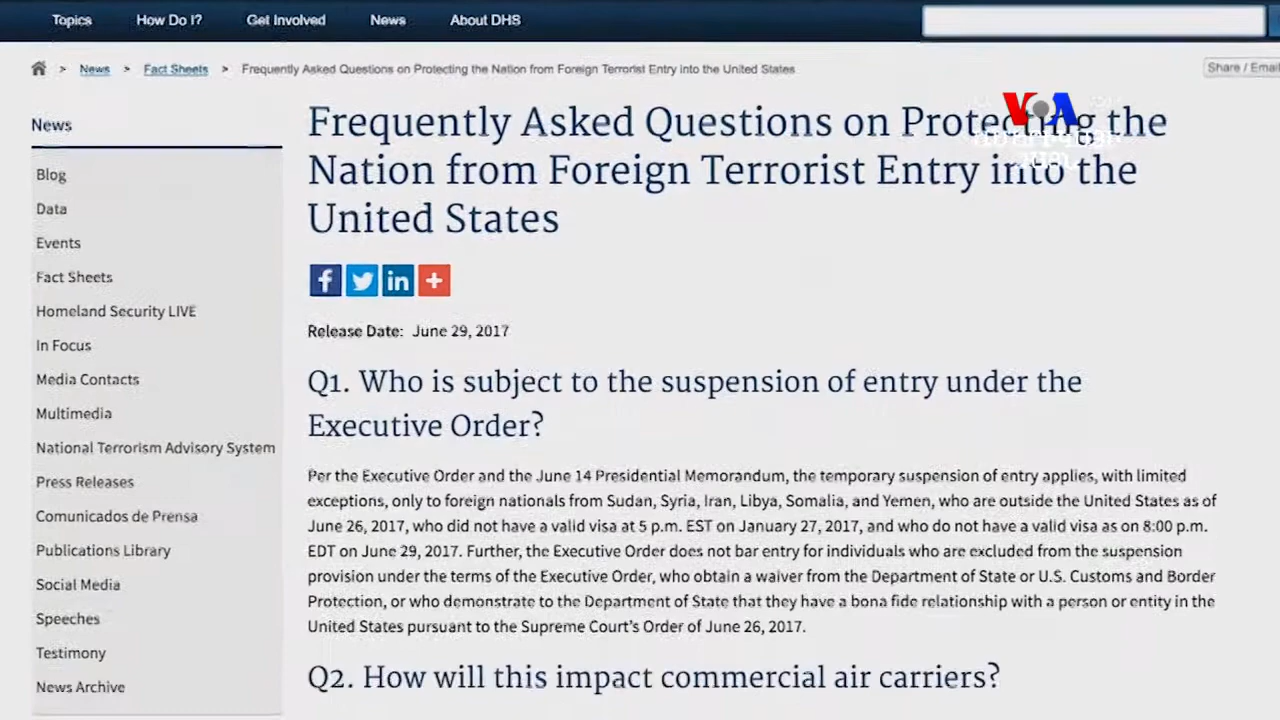 Topics How Do I? Get Involved News About DHS
> News > Fact Sheets > Frequently Asked Questions on Protecting the Nation from Foreign Terrorist Entry into the United States
Share / Email
VOA
News
Blog
Data
Events
Fact Sheets
Homeland Security LIVE
In Focus
Media Contacts
Multimedia
National Terrorism Advisory System
Press Releases
Comunicados de Prensa
Publications Library
Social Media
Speeches
Testimony
News Archive
Frequently Asked Questions on Protecting the
Nation from Foreign Terrorist Entry into the
United States
Release Date: June 29, 2017
Q1. Who is subject to the suspension of entry under the
Executive Order?
Per the Executive Order and the June 14 Presidential Memorandum, the temporary suspension of entry applies, with limited
exceptions, only to foreign nationals from Sudan, Syria, Iran, Libya, Somalia, and Yemen, who are outside the United States as of
June 26, 2017, who did not have a valid visa at 5 p.m. EST on January 27, 2017, and who do not have a valid visa as on 8:00 p.m.
EDT on June 29, 2017. Further, the Executive Order does not bar entry for individuals who are excluded from the suspension
provision under the terms of the Executive Order, who obtain a waiver from the Department of State or U.S. Customs and Border
Protection, or who demonstrate to the Department of State that they have a bona fide relationship with a person or entity in the
United States pursuant to the Supreme Court's Order of June 26, 2017.
Q2. How will this impact commercial air carriers?